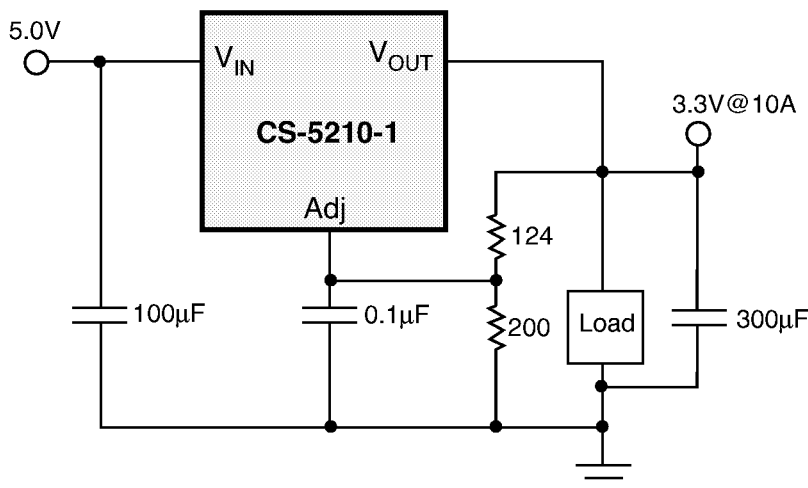 5.0V
VIN
VOUT
CS-5210-1
3.3V@10A
Adj
124
100μF
0.1μF
200
Load
300μF